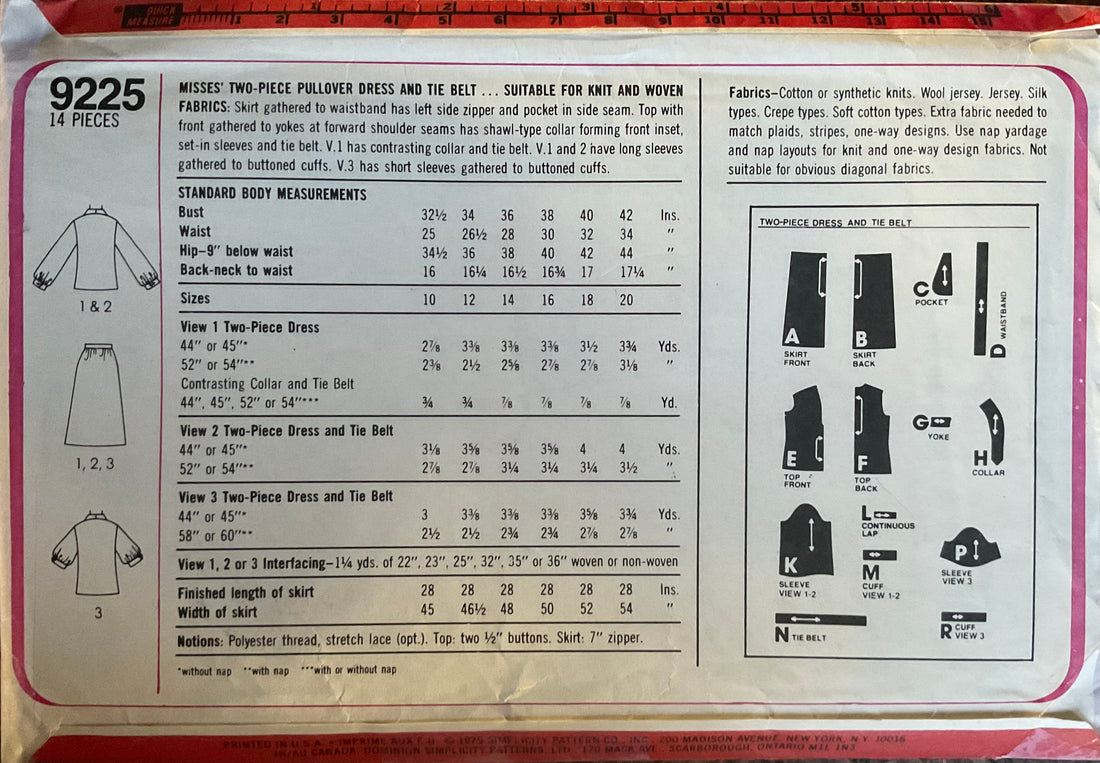 QUICK
MEASURE
1 2 3 4 5 6
1 2 3 4 5 6 7 8 9 10 11 12 13 14 15
9225
14 PIECES
1 & 2
1, 2, 3
3
MISSES' TWO-PIECE PULLOVER DRESS AND TIE BELT ... SUITABLE FOR KNIT AND WOVEN
FABRICS: Skirt gathered to waistband has left side zipper and pocket in side seam. Top with
front gathered to yokes at forward shoulder seams has shawl-type collar forming front inset,
set-in sleeves and tie belt. V.1 has contrasting collar and tie belt. V.1 and 2 have long sleeves
gathered to buttoned cuffs. V.3 has short sleeves gathered to buttoned cuffs.
STANDARD BODY MEASUREMENTS
Bust 32½ 34 36 38 40 42 Ins.
Waist 25 26½ 28 30 32 34 "
Hip–9" below waist 34½ 36 38 40 42 44 "
Back-neck to waist 16 16¼ 16½ 16¾ 17 17¼ "
Sizes 10 12 14 16 18 20
View 1 Two-Piece Dress
44" or 45"* 2⅞ 3⅜ 3⅜ 3⅜ 3½ 3¾ Yds.
52" or 54"** 2⅜ 2½ 2⅝ 2⅞ 2⅞ 3⅛ "
Contrasting Collar and Tie Belt
44", 45", 52" or 54"*** ¾ ¾ ⅞ ⅞ ⅞ ⅞ Yd.
View 2 Two-Piece Dress and Tie Belt
44" or 45"* 3⅛ 3⅝ 3⅝ 3⅝ 4 4 Yds.
52" or 54"** 2⅞ 2⅞ 3¼ 3¼ 3¼ 3½ "
View 3 Two-Piece Dress and Tie Belt
44" or 45"* 3 3⅜ 3⅜ 3⅜ 3⅝ 3¾ Yds.
58" or 60"** 2½ 2½ 2¾ 2¾ 2⅞ 2⅞ "
View 1, 2 or 3 Interfacing–1¼ yds. of 22", 23", 25", 32", 35" or 36" woven or non-woven
Finished length of skirt 28 28 28 28 28 28 Ins.
Width of skirt 45 46½ 48 50 52 54 "
Notions: Polyester thread, stretch lace (opt.). Top: two ½" buttons. Skirt: 7" zipper.
*without nap **with nap ***with or without nap
Fabrics–Cotton or synthetic knits. Wool jersey. Jersey. Silk
types. Crepe types. Soft cotton types. Extra fabric needed to
match plaids, stripes, one-way designs. Use nap yardage
and nap layouts for knit and one-way design fabrics. Not
suitable for obvious diagonal fabrics.
TWO-PIECE DRESS AND TIE BELT
A
SKIRT
FRONT
B
SKIRT
BACK
C
POCKET
D WAISTBAND
E
TOP
FRONT
F
TOP
BACK
G
YOKE
H
COLLAR
K
SLEEVE
VIEW 1-2
L
CONTINUOUS
LAP
M
CUFF
VIEW 1-2
P
SLEEVE
VIEW 3
N TIE BELT
R CUFF
VIEW 3
PRINTED IN U.S.A. • IMPRIME AUX É.U. © 1975 SIMPLICITY PATTERN CO., INC., 200 MADISON AVENUE, NEW YORK, N.Y. 10016
IN/AU CANADA, DOMINION SIMPLICITY PATTERNS, LTD., 120 MACK AVE., SCARBOROUGH, ONTARIO M1L 1N3